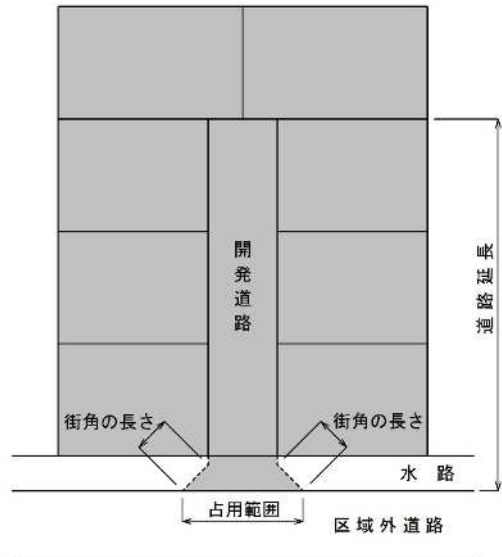 開発道路
道路延長
街角の長さ
街角の長さ
水路
占用範囲
区域外道路